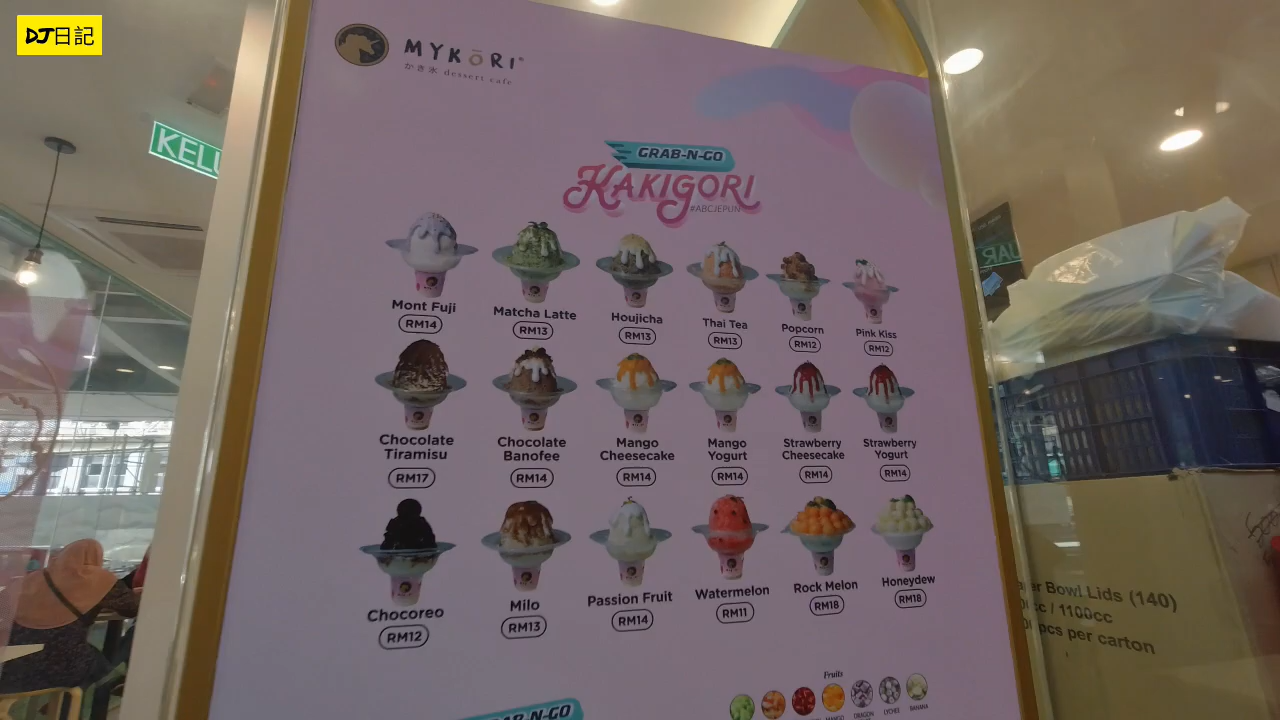 DJ日記
MYKŌRI
かき氷 dessert cafe
KELU
GRAB-N-GO
KAKIGORI
#ABCJEPUN
Mont Fuji
RM14
Matcha Latte
RM13
Houjicha
RM13
Thai Tea
RM13
Popcorn
RM12
Pink Kiss
RM12
Chocolate
Tiramisu
RM17
Chocolate
Banofee
RM14
Mango
Cheesecake
RM14
Mango
Yogurt
RM14
Strawberry
Cheesecake
RM14
Strawberry
Yogurt
RM14
Chocoreo
RM12
Milo
RM13
Passion Fruit
RM14
Watermelon
RM11
Rock Melon
RM18
Honeydew
RM18
Fruits
MANGO
DRAGON
LYCHEE
BANANA
GRAB-N-GO
Bowl Lids (140)
cc / 1100cc
pcs per carton